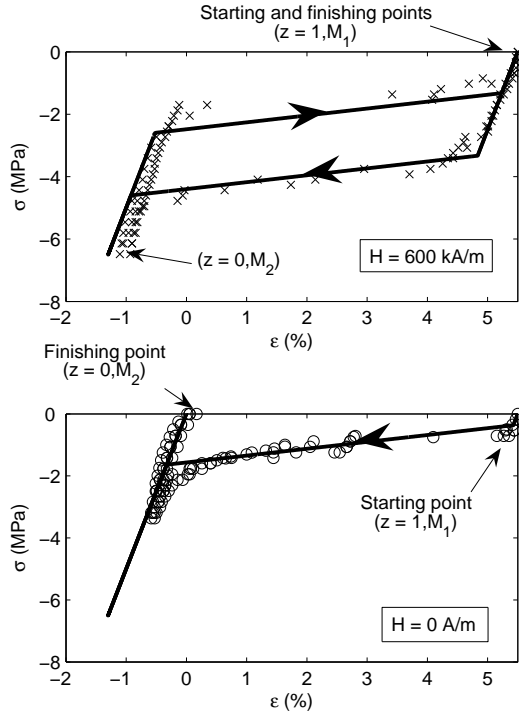 Starting and finishing points
(z = 1,M1)
0
−2
−4
−6
−8
σ (MPa)
(z = 0,M2)
H = 600 kA/m
−2 −1 0 1 2 3 4 5
ε (%)
Finishing point
(z = 0,M2)
0
−2
−4
−6
−8
σ (MPa)
Starting point
(z = 1,M1)
H = 0 A/m
−2 −1 0 1 2 3 4 5
ε (%)